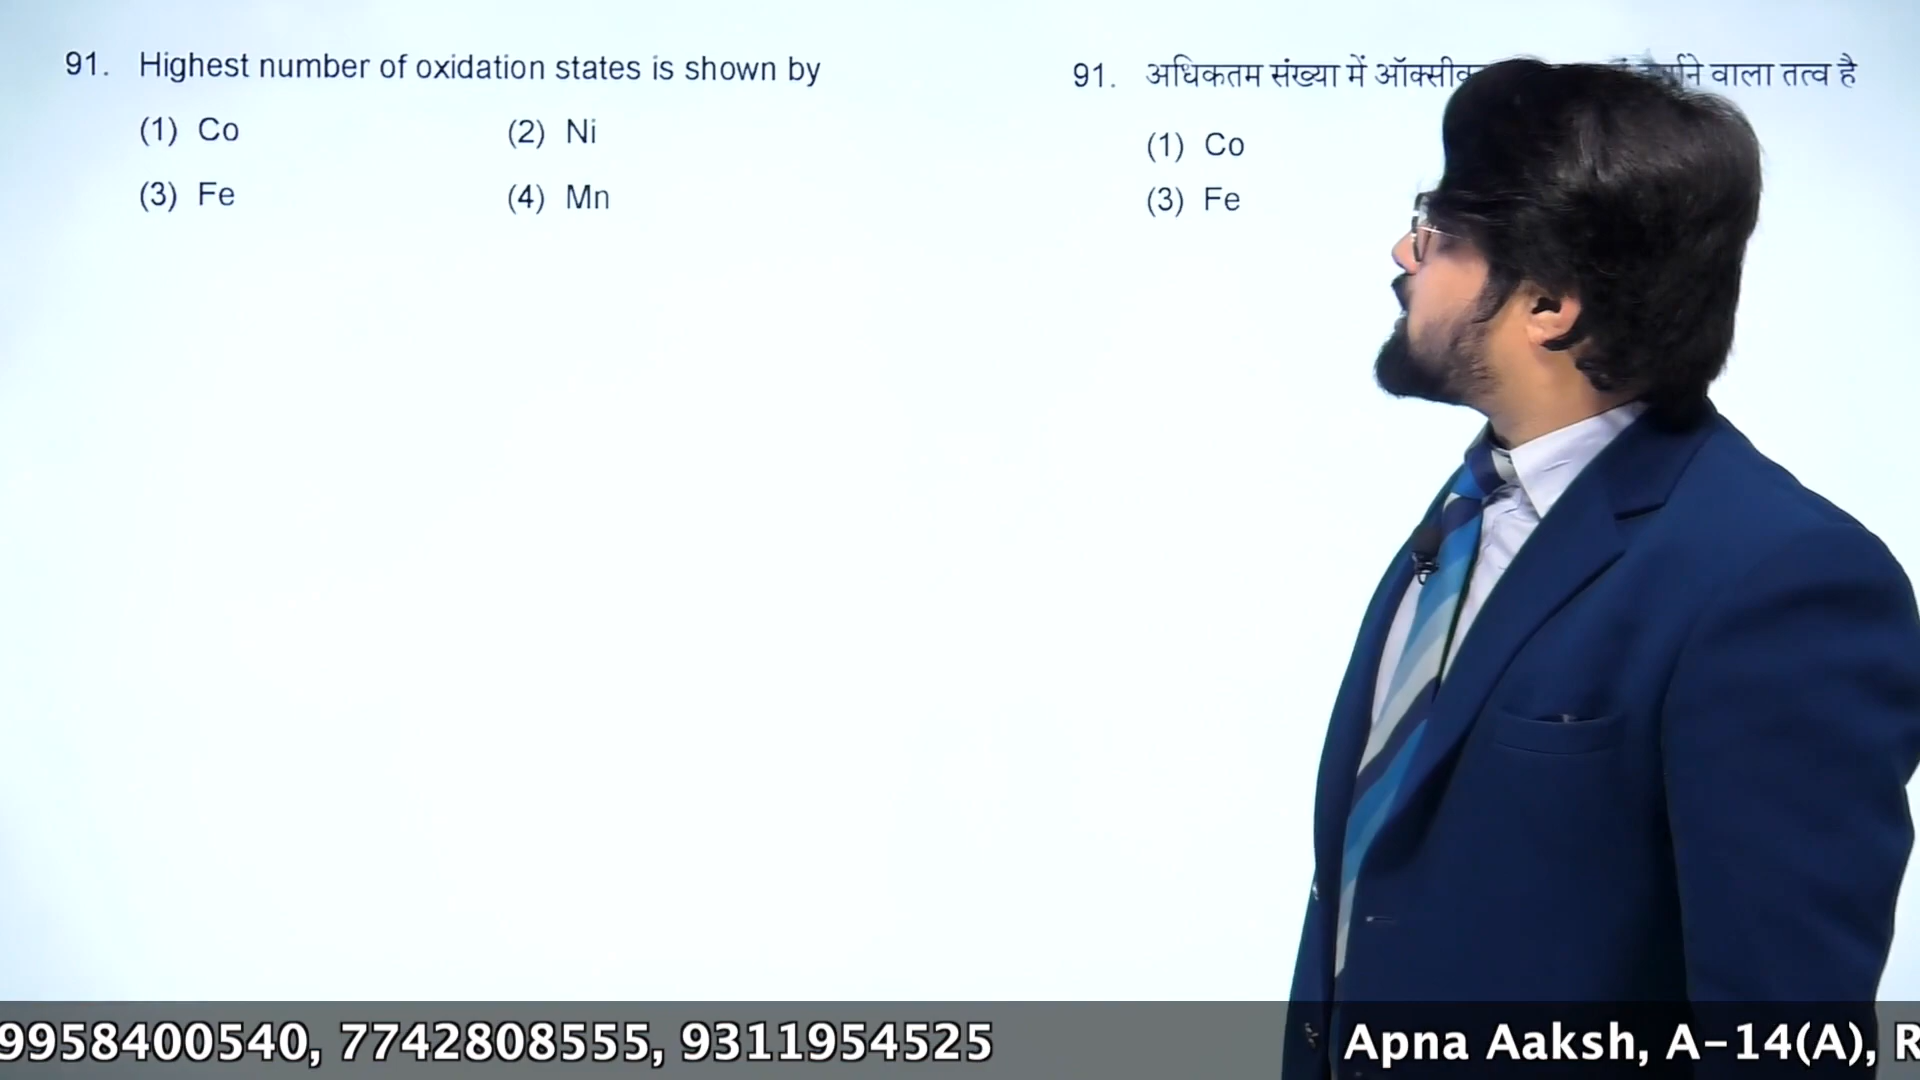 91. Highest number of oxidation states is shown by
(1) Co (2) Ni
(3) Fe (4) Mn
91. अधिकतम संख्या में वाला तत्व है
(1) Co
(3) Fe
9958400540, 7742808555, 9311954525
Apna Aaksh, A-14(A), R